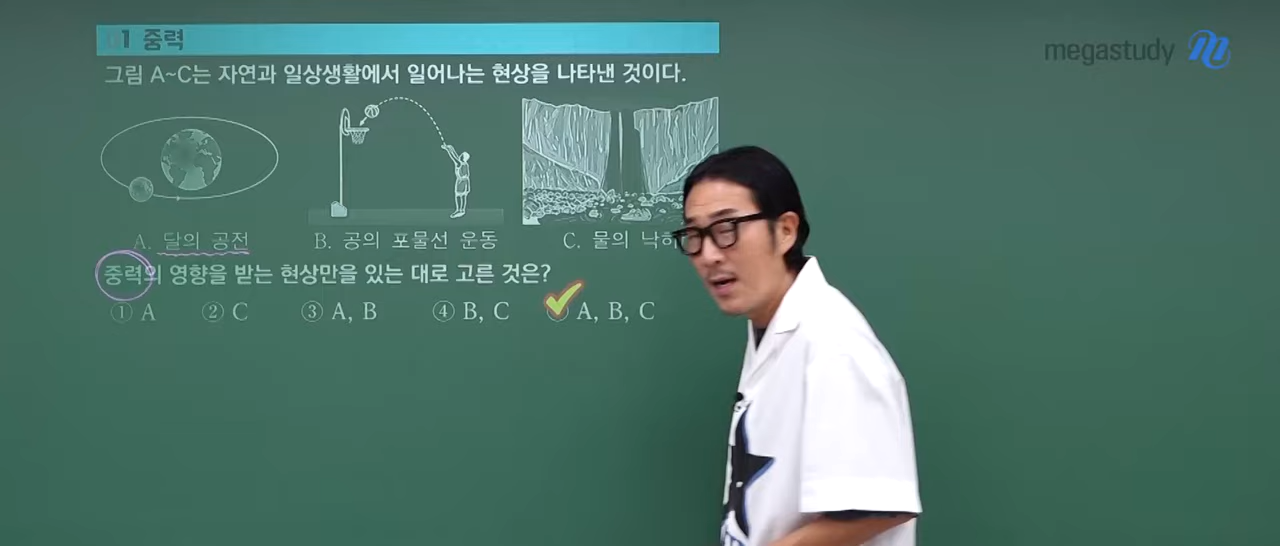 1 중력
megastudy
그림 A~C는 자연과 일상생활에서 일어나는 현상을 나타낸 것이다.
A. 달의 공전
B. 공의 포물선 운동
C. 물의 낙하
중력의 영향을 받는 현상만을 있는 대로 고른 것은?
① A ② C ③ A, B ④ B, C A, B, C